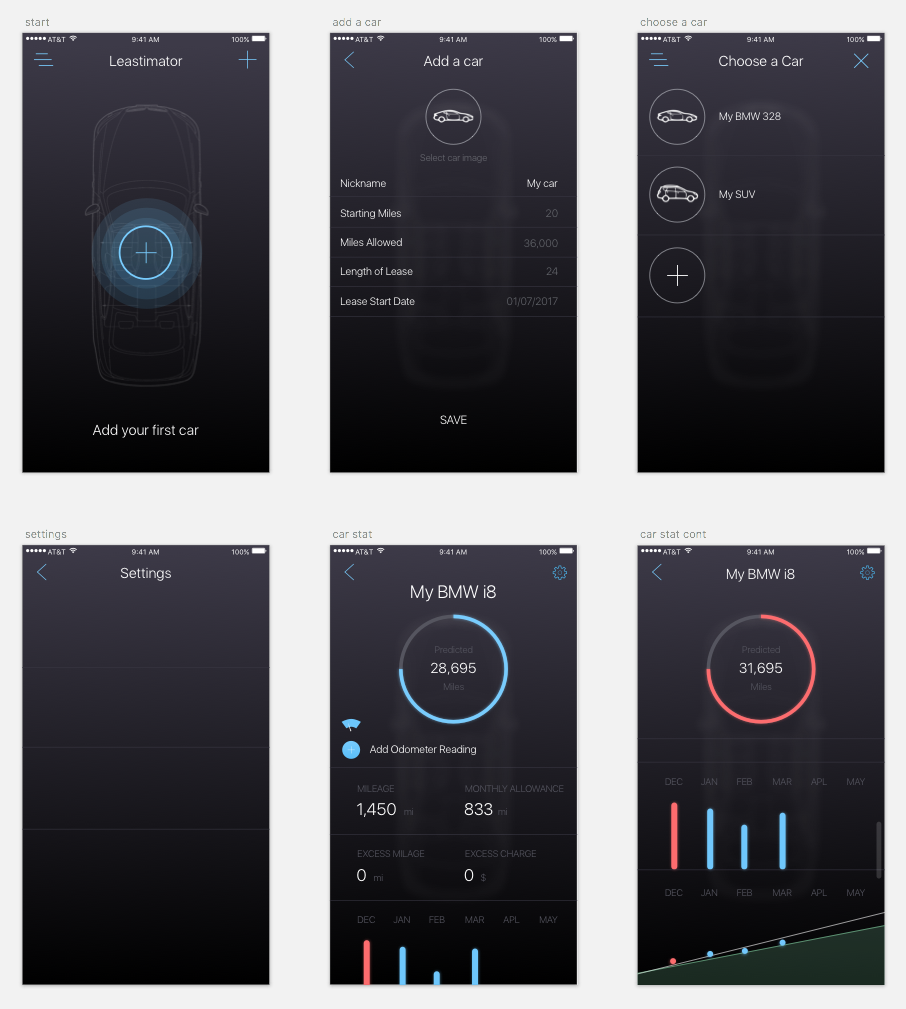 start
AT&T 9:41 AM 100%
Leastimator
Add your first car
add a car
AT&T 9:41 AM 100%
Add a car
Select car image
Nickname My car
Starting Miles 20
Miles Allowed 36,000
Length of Lease 24
Lease Start Date 01/07/2017
SAVE
choose a car
AT&T 9:41 AM 100%
Choose a Car
My BMW 328
My SUV
settings
AT&T 9:41 AM 100%
Settings
car stat
AT&T 9:41 AM 100%
My BMW i8
Predicted
28,695
Miles
Add Odometer Reading
MILEAGE MONTHLY ALLOWANCE
1,450 mi 833 mi
EXCESS MILAGE EXCESS CHARGE
0 mi 0 $
DEC JAN FEB MAR APL MAY
car stat cont
AT&T 9:41 AM 100%
My BMW i8
Predicted
31,695
Miles
DEC JAN FEB MAR APL MAY
DEC JAN FEB MAR APL MAY